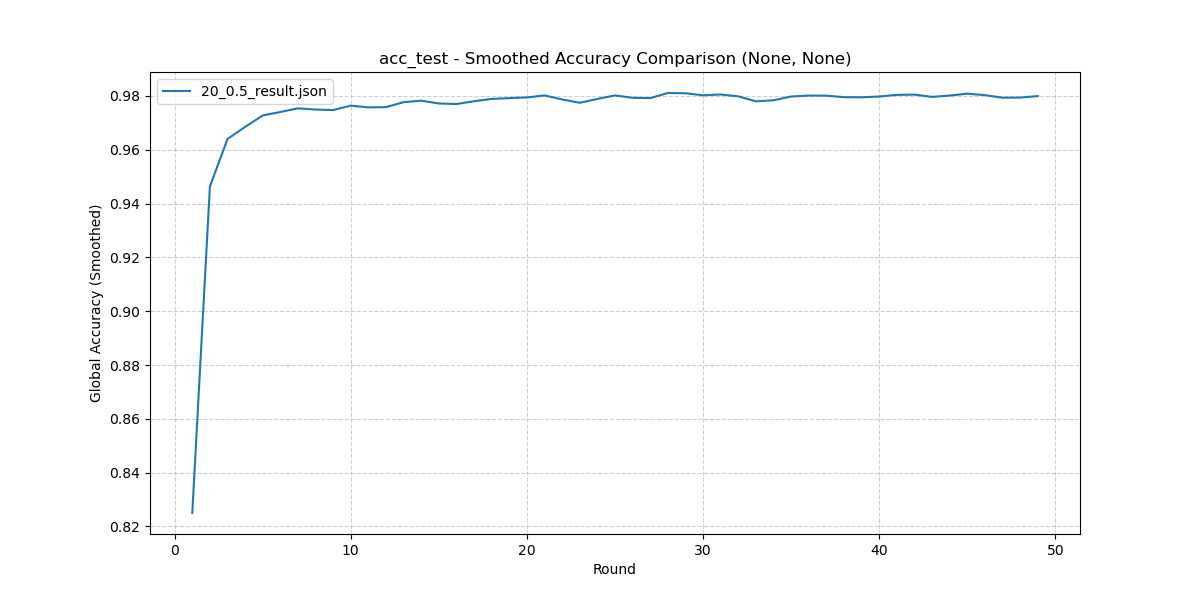 acc_test - Smoothed Accuracy Comparison (None, None)
20_0.5_result.json
Global Accuracy (Smoothed)
0.98
0.96
0.94
0.92
0.90
0.88
0.86
0.84
0.82
0 10 20 30 40 50
Round